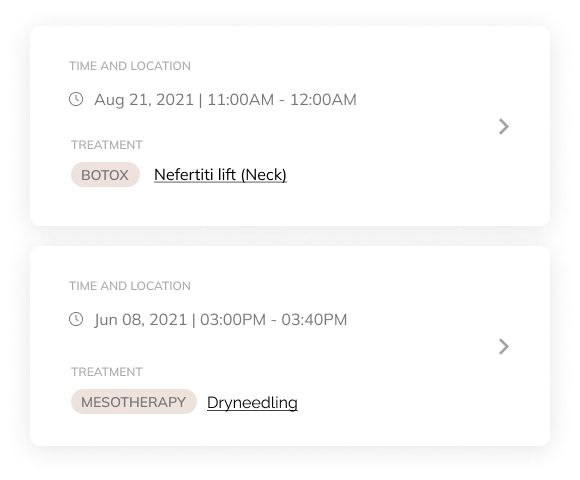 TIME AND LOCATION
Aug 21, 2021 | 11:00AM - 12:00AM
TREATMENT
BOTOX Nefertiti lift (Neck)
TIME AND LOCATION
Jun 08, 2021 | 03:00PM - 03:40PM
TREATMENT
MESOTHERAPY Dryneedling